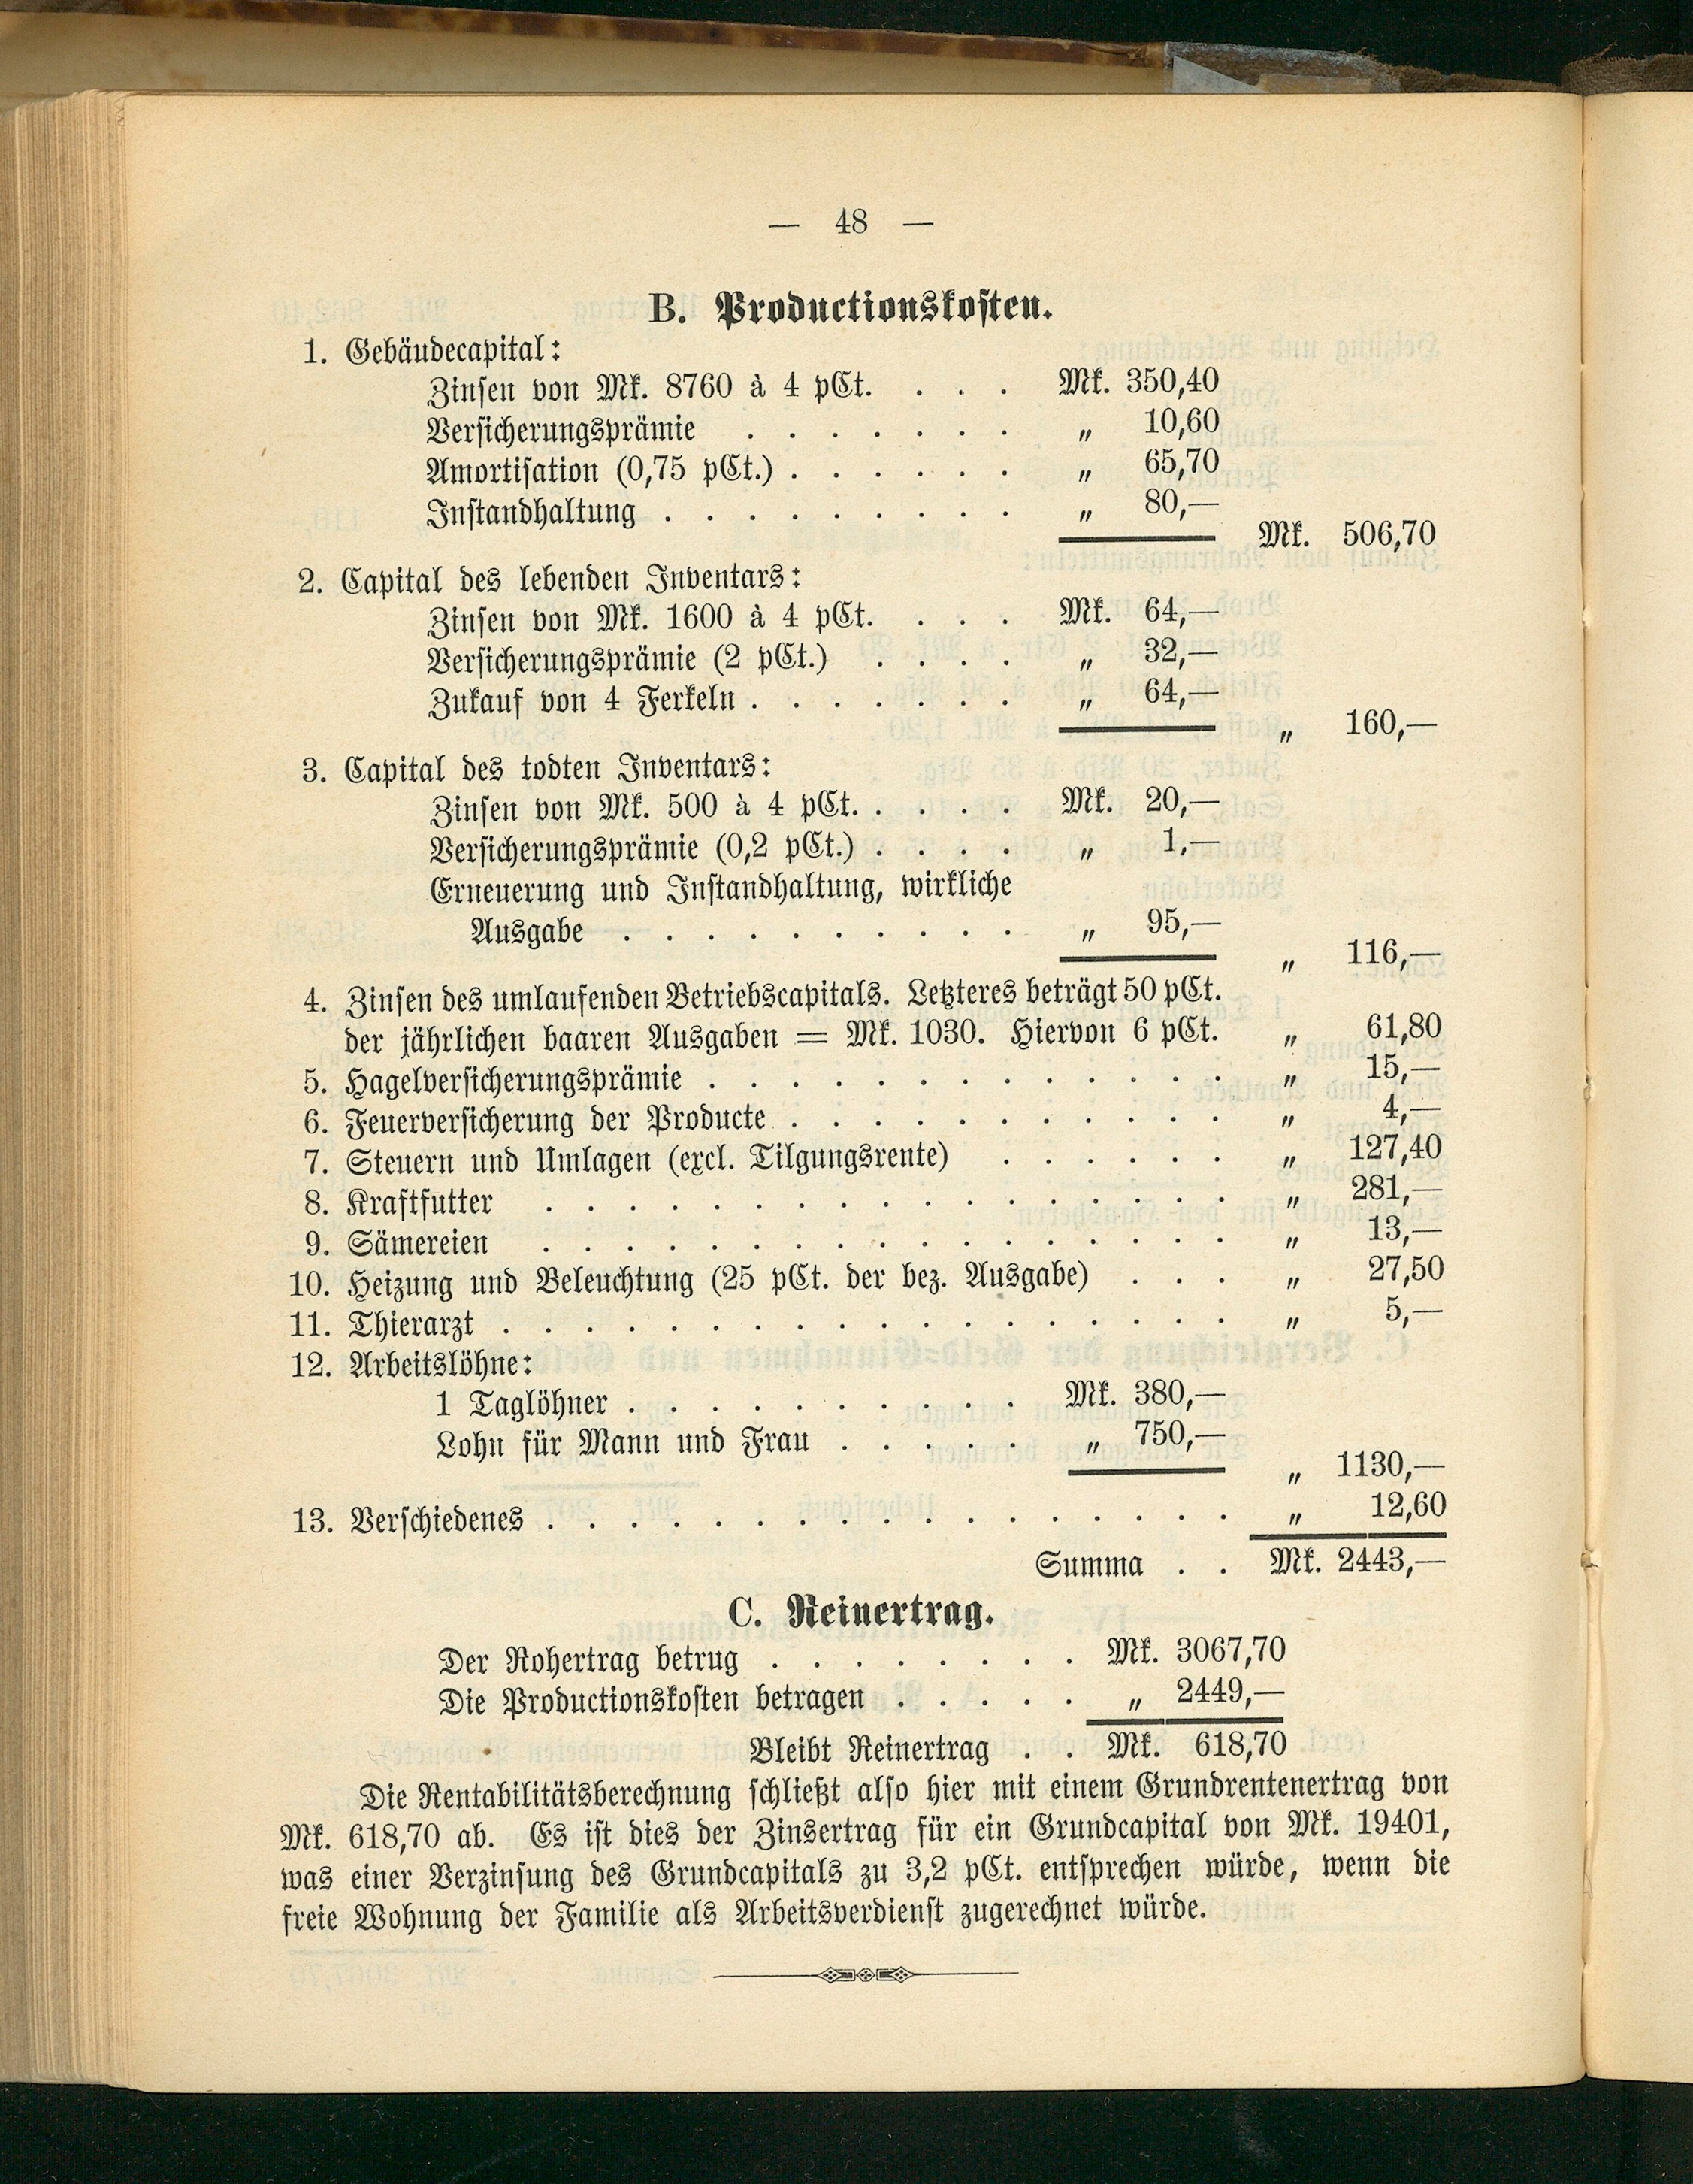 — 48 —
B. Productionskosten.
1. Gebäudecapital:
Zinsen von Mk. 8760 à 4 pCt. . . . Mk. 350,40
Versicherungsprämie . . . . . . . „ 10,60
Amortisation (0,75 pCt.) . . . . . . „ 65,70
Instandhaltung . . . . . . . . . „ 80,—
Mk. 506,70
2. Capital des lebenden Inventars:
Zinsen von Mk. 1600 à 4 pCt. . . . Mk. 64,—
Versicherungsprämie (2 pCt.) . . . . „ 32,—
Zukauf von 4 Ferkeln . . . . . . . „ 64,—
„ 160,—
3. Capital des todten Inventars:
Zinsen von Mk. 500 à 4 pCt. . . . . Mk. 20,—
Versicherungsprämie (0,2 pCt.) . . . . „ 1,—
Erneuerung und Instandhaltung, wirkliche
Ausgabe . . . . . . . . . . „ 95,—
„ 116,—
4. Zinsen des umlaufenden Betriebscapitals. Letzteres beträgt 50 pCt.
der jährlichen baaren Ausgaben = Mk. 1030. Hiervon 6 pCt. „ 61,80
5. Hagelversicherungsprämie . . . . . . . . . . . . . „ 15,—
6. Feuerversicherung der Producte . . . . . . . . . . . „ 4,—
7. Steuern und Umlagen (excl. Tilgungsrente) . . . . . . „ 127,40
8. Kraftfutter . . . . . . . . . . . . . . . . . „ 281,—
9. Sämereien . . . . . . . . . . . . . . . . . „ 13,—
10. Heizung und Beleuchtung (25 pCt. der bez. Ausgabe) . . . „ 27,50
11. Thierarzt . . . . . . . . . . . . . . . . . . „ 5,—
12. Arbeitslöhne:
1 Taglöhner . . . . . . . . . . Mk. 380,—
Lohn für Mann und Frau . . . . . „ 750,—
„ 1130,—
13. Verschiedenes . . . . . . . . . . . . . . . . . „ 12,60
Summa . . Mk. 2443,—
C. Reinertrag.
Der Rohertrag betrug . . . . . . . . Mk. 3067,70
Die Productionskosten betragen . . . . . „ 2449,—
Bleibt Reinertrag . . Mk. 618,70
Die Rentabilitätsberechnung schließt also hier mit einem Grundrentenertrag von
Mk. 618,70 ab. Es ist dies der Zinsertrag für ein Grundcapital von Mk. 19401,
was einer Verzinsung des Grundcapitals zu 3,2 pCt. entsprechen würde, wenn die
freie Wohnung der Familie als Arbeitsverdienst zugerechnet würde.